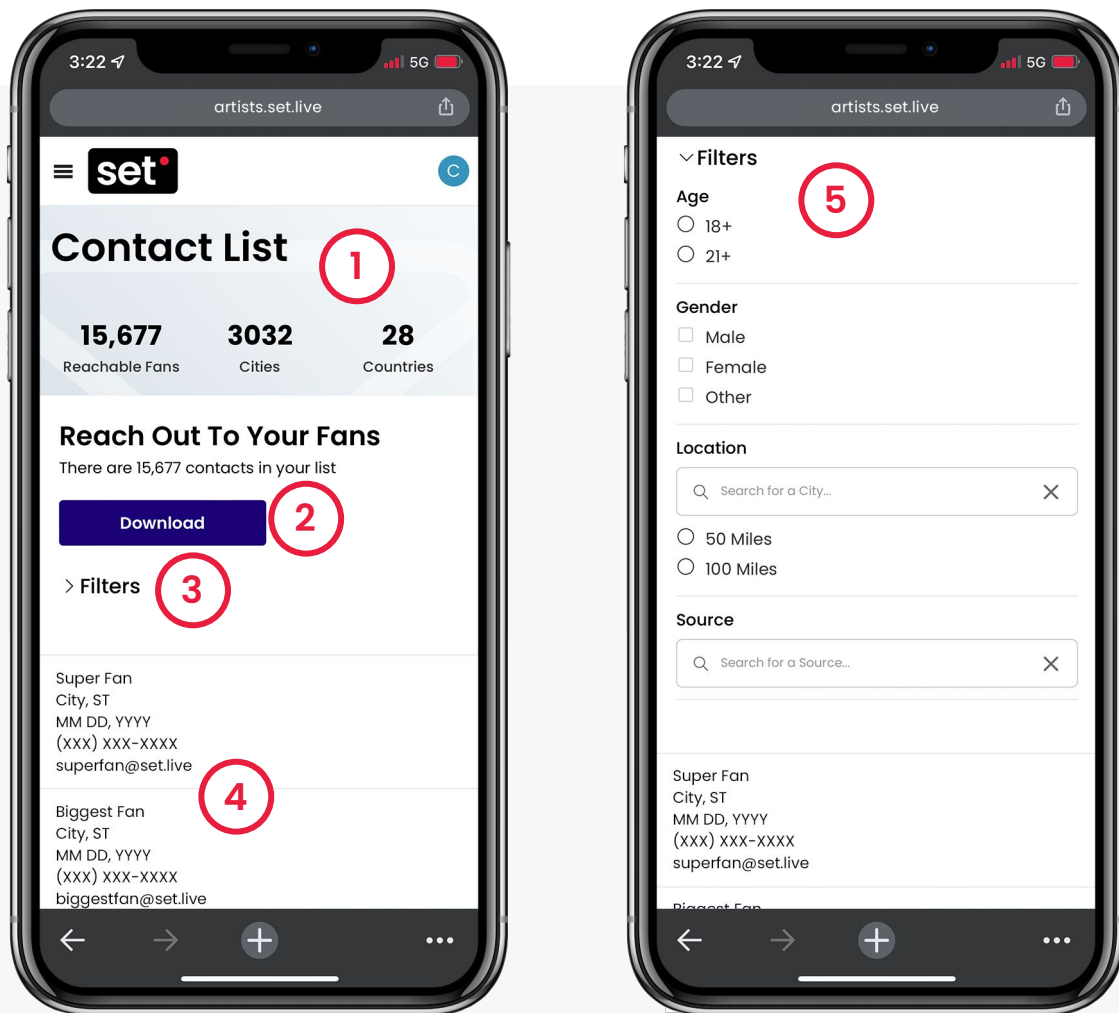 3:22
5G
artists.set.live
set
C
Contact List
1
15,677
3032
28
Reachable Fans
Cities
Countries
Reach Out To Your Fans
There are 15,677 contacts in your list
Download
2
Filters
3
Super Fan
City, ST
MM DD, YYYY
(XXX) XXX-XXXX
superfan@set.live
4
Biggest Fan
City, ST
MM DD, YYYY
(XXX) XXX-XXXX
biggestfan@set.live
3:22
5G
artists.set.live
Filters
5
Age
18+
21+
Gender
Male
Female
Other
Location
Search for a City...
50 Miles
100 Miles
Source
Search for a Source...
Super Fan
City, ST
MM DD, YYYY
(XXX) XXX-XXXX
superfan@set.live
Biggest Fan